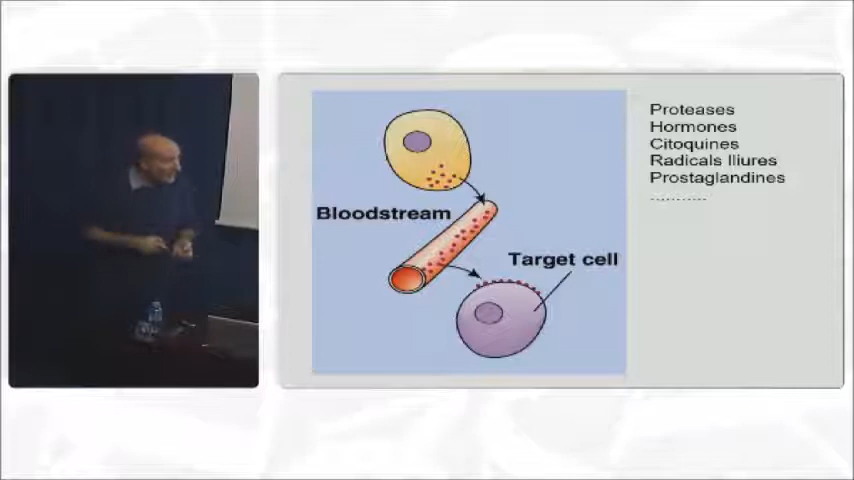 Bloodstream
Target cell
Proteases
Hormones
Citoquines
Radicals lliures
Prostaglandines
...........